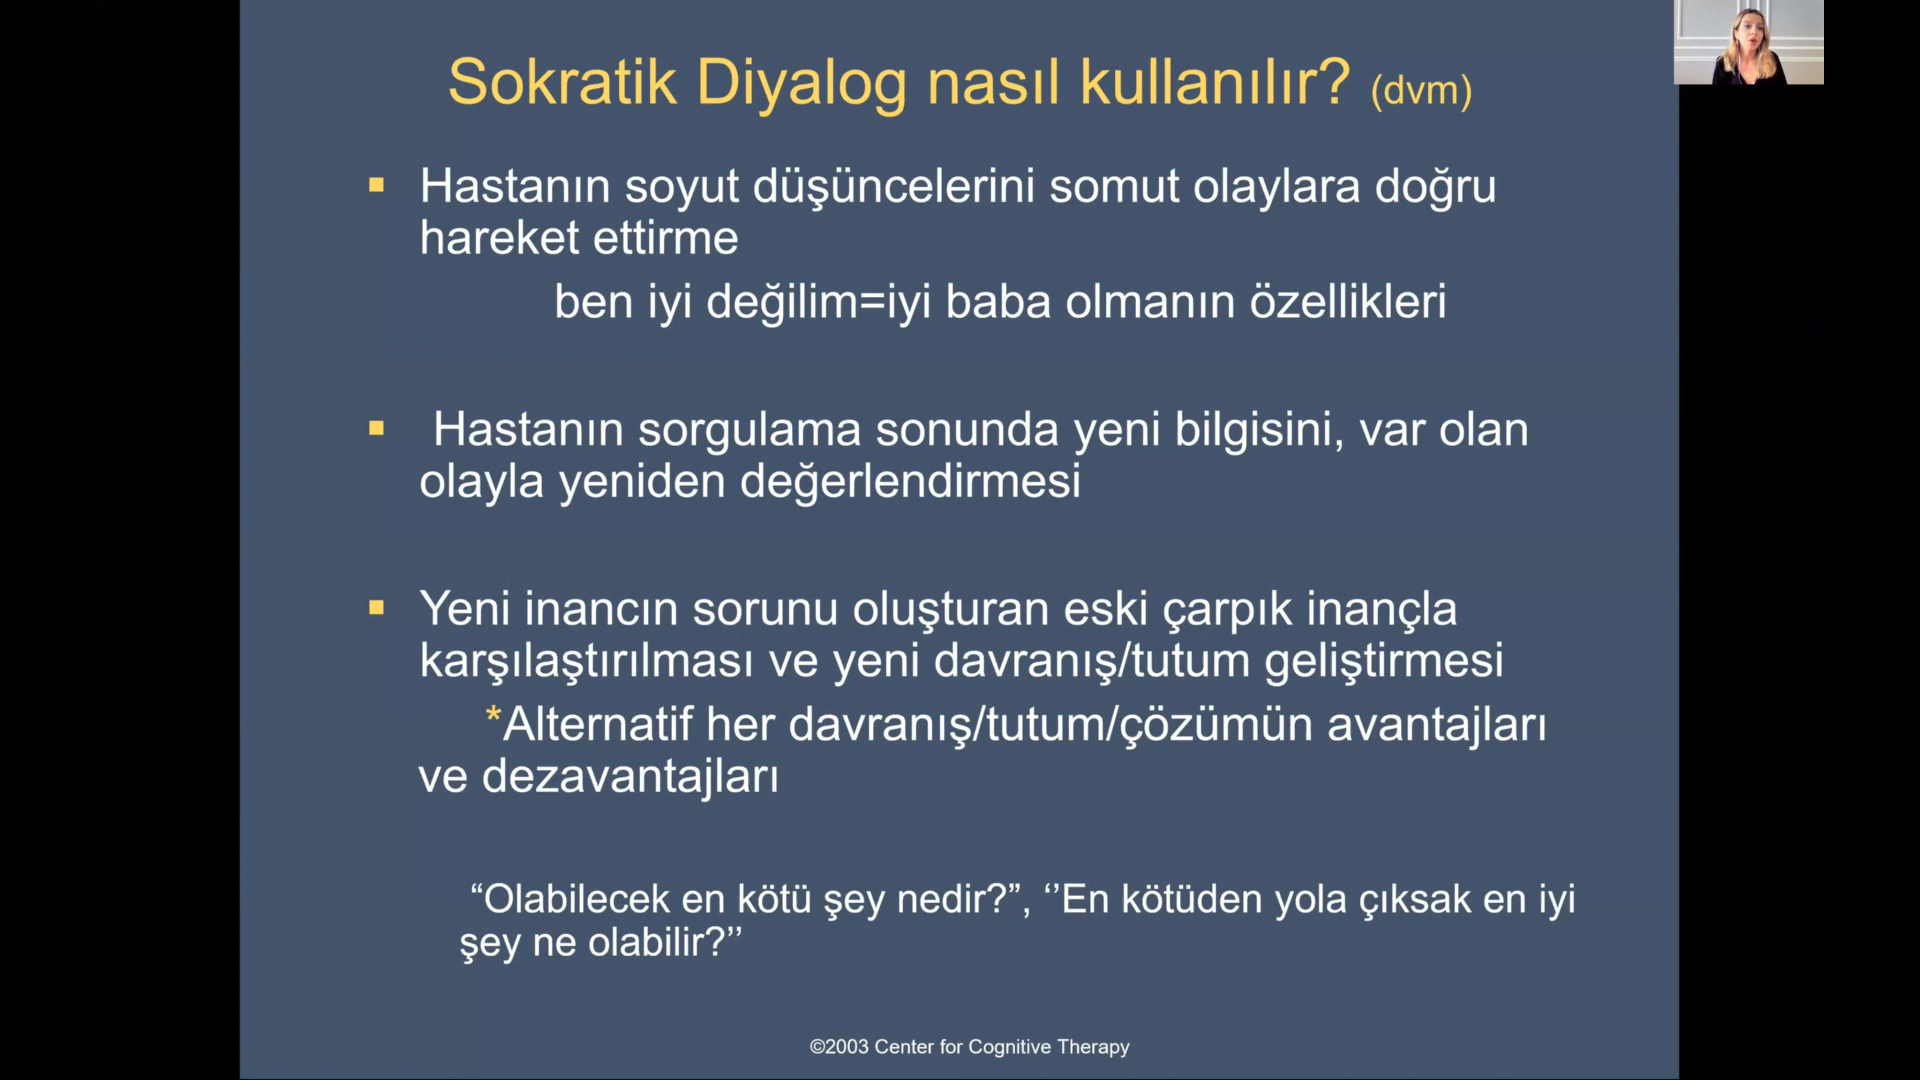 Sokratik Diyalog nasıl kullanılır? (dvm)
▪ Hastanın soyut düşüncelerini somut olaylara doğru
hareket ettirme
ben iyi değilim=iyi baba olmanın özellikleri
▪ Hastanın sorgulama sonunda yeni bilgisini, var olan
olayla yeniden değerlendirmesi
▪ Yeni inancın sorunu oluşturan eski çarpık inançla
karşılaştırılması ve yeni davranış/tutum geliştirmesi
*Alternatif her davranış/tutum/çözümün avantajları
ve dezavantajları
“Olabilecek en kötü şey nedir?”, ‘’En kötüden yola çıksak en iyi
şey ne olabilir?’’
©2003 Center for Cognitive Therapy